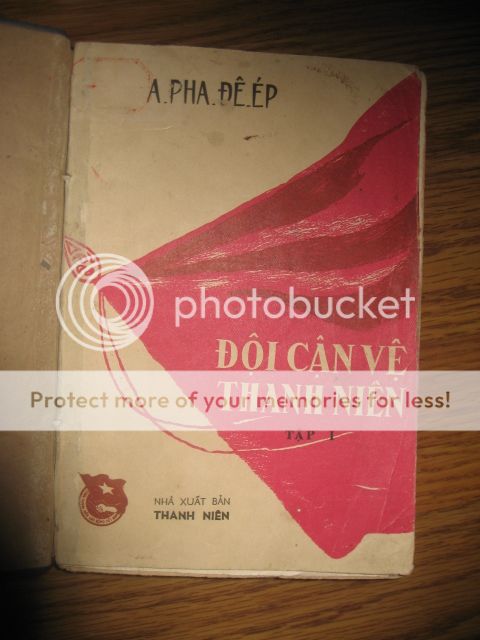 A.PHA.ĐÊ.ÉP
photobucket
ĐỘI CẬN VỆ
Protect more of your memories for less!
THANH NIÊN
TẬP I
NHÀ XUẤT BẢN
THANH NIÊN